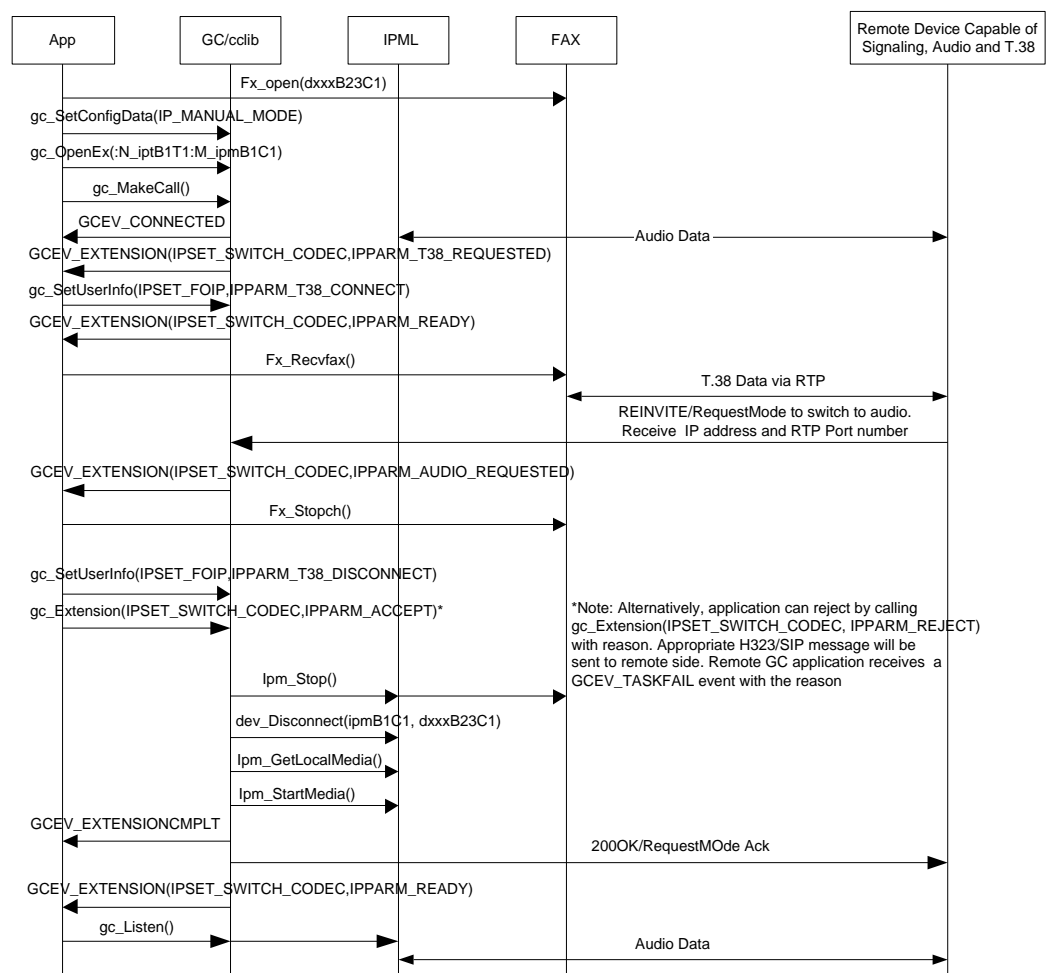 App
GC/cclib
IPML
FAX
Remote Device Capable of
Signaling, Audio and T.38
Fx_open(dxxxB23C1)
gc_SetConfigData(IP_MANUAL_MODE)
gc_OpenEx(:N_iptB1T1:M_ipmB1C1)
gc_MakeCall()
GCEV_CONNECTED
Audio Data
GCEV_EXTENSION(IPSET_SWITCH_CODEC,IPPARM_T38_REQUESTED)
gc_SetUserInfo(IPSET_FOIP,IPPARM_T38_CONNECT)
GCEV_EXTENSION(IPSET_SWITCH_CODEC,IPPARM_READY)
Fx_Recvfax()
T.38 Data via RTP
REINVITE/RequestMode to switch to audio.
Receive IP address and RTP Port number
GCEV_EXTENSION(IPSET_SWITCH_CODEC,IPPARM_AUDIO_REQUESTED)
Fx_Stopch()
gc_SetUserInfo(IPSET_FOIP,IPPARM_T38_DISCONNECT)
gc_Extension(IPSET_SWITCH_CODEC,IPPARM_ACCEPT)*
*Note: Alternatively, application can reject by calling
gc_Extension(IPSET_SWITCH_CODEC, IPPARM_REJECT)
with reason. Appropriate H323/SIP message will be
sent to remote side. Remote GC application receives a
GCEV_TASKFAIL event with the reason
Ipm_Stop()
dev_Disconnect(ipmB1C1, dxxxB23C1)
Ipm_GetLocalMedia()
Ipm_StartMedia()
GCEV_EXTENSIONCMPLT
200OK/RequestMOde Ack
GCEV_EXTENSION(IPSET_SWITCH_CODEC,IPPARM_READY)
gc_Listen()
Audio Data